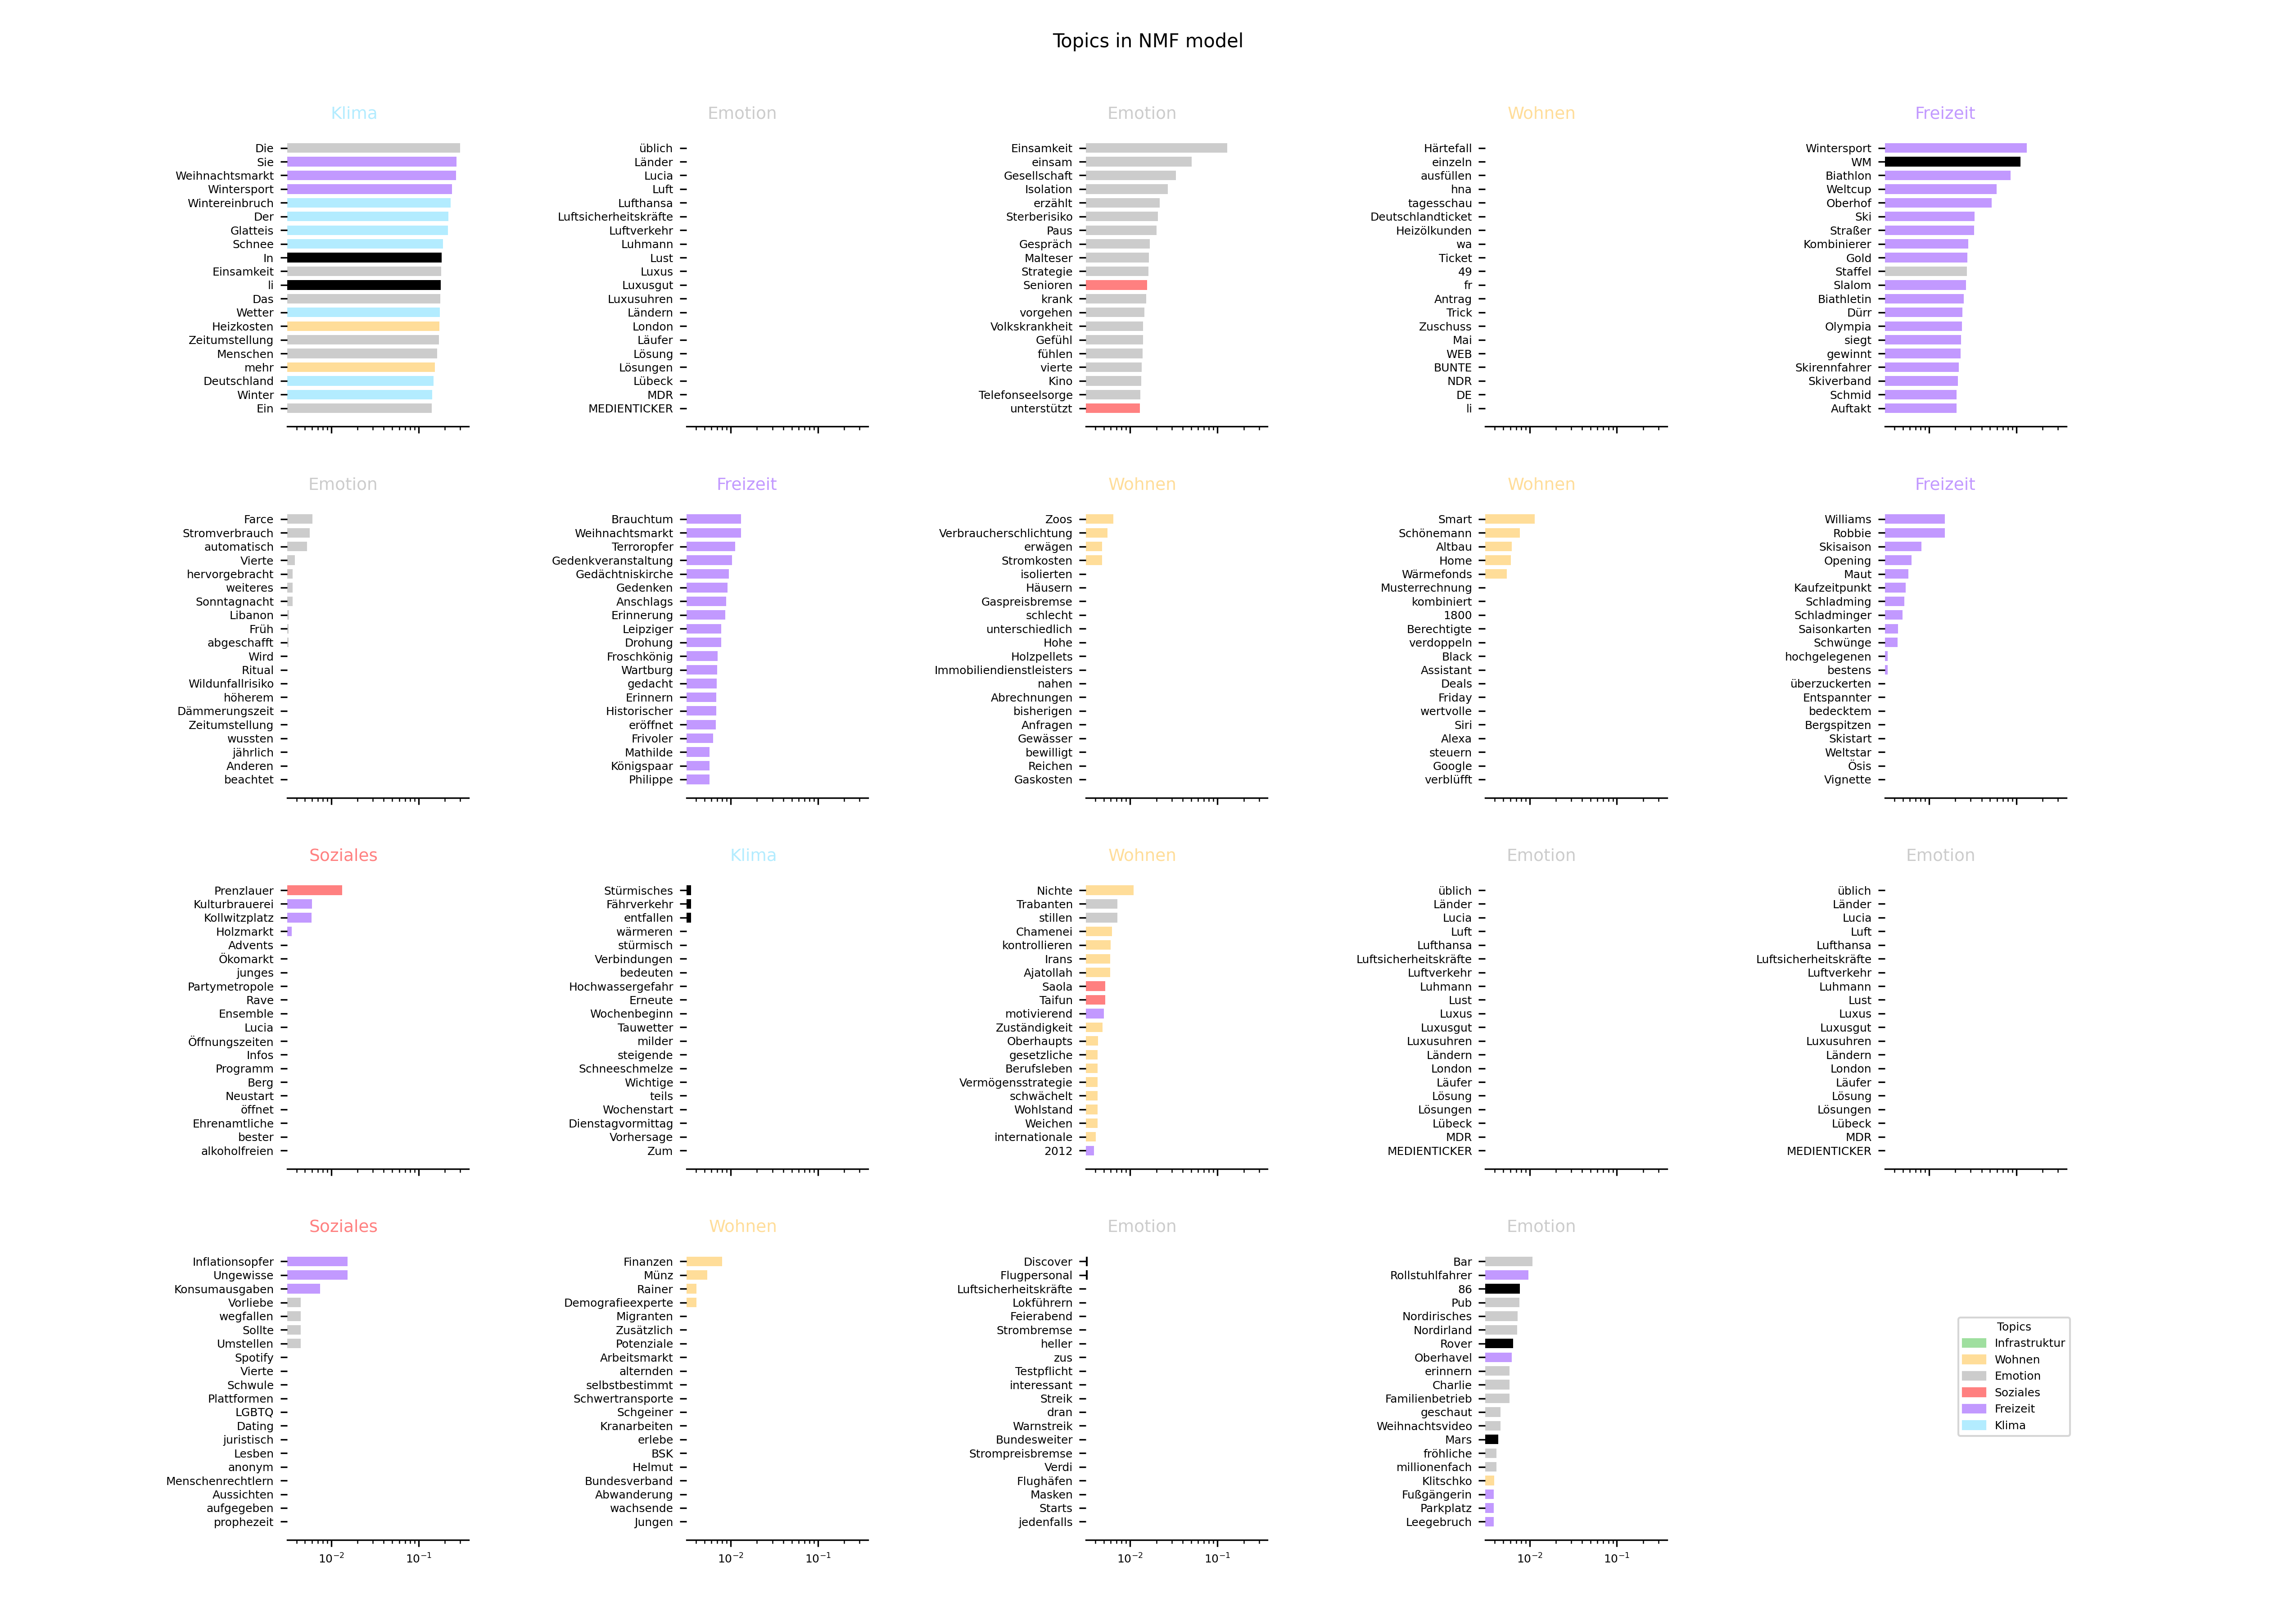 Topics in NMF model
Klima
Die
Sie
Weihnachtsmarkt
Wintersport
Wintereinbruch
Der
Glatteis
Schnee
In
Einsamkeit
li
Das
Wetter
Heizkosten
Zeitumstellung
Menschen
mehr
Deutschland
Winter
Ein
Emotion
üblich
Länder
Lucia
Luft
Lufthansa
Luftsicherheitskräfte
Luftverkehr
Luhmann
Lust
Luxus
Luxusgut
Luxusuhren
Ländern
London
Läufer
Lösung
Lösungen
Lübeck
MDR
MEDIENTICKER
Emotion
Einsamkeit
einsam
Gesellschaft
Isolation
erzählt
Sterberisiko
Paus
Gespräch
Malteser
Strategie
Senioren
krank
vorgehen
Volkskrankheit
Gefühl
fühlen
vierte
Kino
Telefonseelsorge
unterstützt
Wohnen
Härtefall
einzeln
ausfüllen
hna
tagesschau
Deutschlandticket
Heizölkunden
wa
Ticket
49
fr
Antrag
Trick
Zuschuss
Mai
WEB
BUNTE
NDR
DE
li
Freizeit
Wintersport
WM
Biathlon
Weltcup
Oberhof
Ski
Straßer
Kombinierer
Gold
Staffel
Slalom
Biathletin
Dürr
Olympia
siegt
gewinnt
Skirennfahrer
Skiverband
Schmid
Auftakt
Emotion
Farce
Stromverbrauch
automatisch
Vierte
hervorgebracht
weiteres
Sonntagnacht
Libanon
Früh
abgeschafft
Wird
Ritual
Wildunfallrisiko
höherem
Dämmerungszeit
Zeitumstellung
wussten
jährlich
Anderen
beachtet
Freizeit
Brauchtum
Weihnachtsmarkt
Terroropfer
Gedenkveranstaltung
Gedächtniskirche
Gedenken
Anschlags
Erinnerung
Leipziger
Drohung
Froschkönig
Wartburg
gedacht
Erinnern
Historischer
eröffnet
Frivoler
Mathilde
Königspaar
Philippe
Wohnen
Zoos
Verbraucherschlichtung
erwägen
Stromkosten
isolierten
Häusern
Gaspreisbremse
schlecht
unterschiedlich
Hohe
Holzpellets
Immobiliendienstleisters
nahen
Abrechnungen
bisherigen
Anfragen
Gewässer
bewilligt
Reichen
Gaskosten
Wohnen
Smart
Schönemann
Altbau
Home
Wärmefonds
Musterrechnung
kombiniert
1800
Berechtigte
verdoppeln
Black
Assistant
Deals
Friday
wertvolle
Siri
Alexa
steuern
Google
verblüfft
Freizeit
Williams
Robbie
Skisaison
Opening
Maut
Kaufzeitpunkt
Schladming
Schladminger
Saisonkarten
Schwünge
hochgelegenen
bestens
überzuckerten
Entspannter
bedecktem
Bergspitzen
Skistart
Weltstar
Ösis
Vignette
Soziales
Prenzlauer
Kulturbrauerei
Kollwitzplatz
Holzmarkt
Advents
Ökomarkt
junges
Partymetropole
Rave
Ensemble
Lucia
Öffnungszeiten
Infos
Programm
Berg
Neustart
öffnet
Ehrenamtliche
bester
alkoholfreien
Klima
Stürmisches
Fährverkehr
entfallen
wärmeren
stürmisch
Verbindungen
bedeuten
Hochwassergefahr
Erneute
Wochenbeginn
Tauwetter
milder
steigende
Schneeschmelze
Wichtige
teils
Wochenstart
Dienstagvormittag
Vorhersage
Zum
Wohnen
Nichte
Trabanten
stillen
Chamenei
kontrollieren
Irans
Ajatollah
Saola
Taifun
motivierend
Zuständigkeit
Oberhaupts
gesetzliche
Berufsleben
Vermögensstrategie
schwächelt
Wohlstand
Weichen
internationale
2012
Emotion
üblich
Länder
Lucia
Luft
Lufthansa
Luftsicherheitskräfte
Luftverkehr
Luhmann
Lust
Luxus
Luxusgut
Luxusuhren
Ländern
London
Läufer
Lösung
Lösungen
Lübeck
MDR
MEDIENTICKER
Emotion
üblich
Länder
Lucia
Luft
Lufthansa
Luftsicherheitskräfte
Luftverkehr
Luhmann
Lust
Luxus
Luxusgut
Luxusuhren
Ländern
London
Läufer
Lösung
Lösungen
Lübeck
MDR
MEDIENTICKER
Soziales
Inflationsopfer
Ungewisse
Konsumausgaben
Vorliebe
wegfallen
Sollte
Umstellen
Spotify
Vierte
Schwule
Plattformen
LGBTQ
Dating
juristisch
Lesben
anonym
Menschenrechtlern
Aussichten
aufgegeben
prophezeit
10⁻² 10⁻¹
Wohnen
Finanzen
Münz
Rainer
Demografieexperte
Migranten
Zusätzlich
Potenziale
Arbeitsmarkt
alternden
selbstbestimmt
Schwertransporte
Schgeiner
Kranarbeiten
erlebe
BSK
Helmut
Bundesverband
Abwanderung
wachsende
Jungen
10⁻² 10⁻¹
Emotion
Discover
Flugpersonal
Luftsicherheitskräfte
Lokführern
Feierabend
Strombremse
heller
zus
Testpflicht
interessant
Streik
dran
Warnstreik
Bundesweiter
Strompreisbremse
Verdi
Flughäfen
Masken
Starts
jedenfalls
10⁻² 10⁻¹
Emotion
Bar
Rollstuhlfahrer
86
Pub
Nordirisches
Nordirland
Rover
Oberhavel
erinnern
Charlie
Familienbetrieb
geschaut
Weihnachtsvideo
Mars
fröhliche
millionenfach
Klitschko
Fußgängerin
Parkplatz
Leegebruch
10⁻² 10⁻¹
Topics
Infrastruktur
Wohnen
Emotion
Soziales
Freizeit
Klima